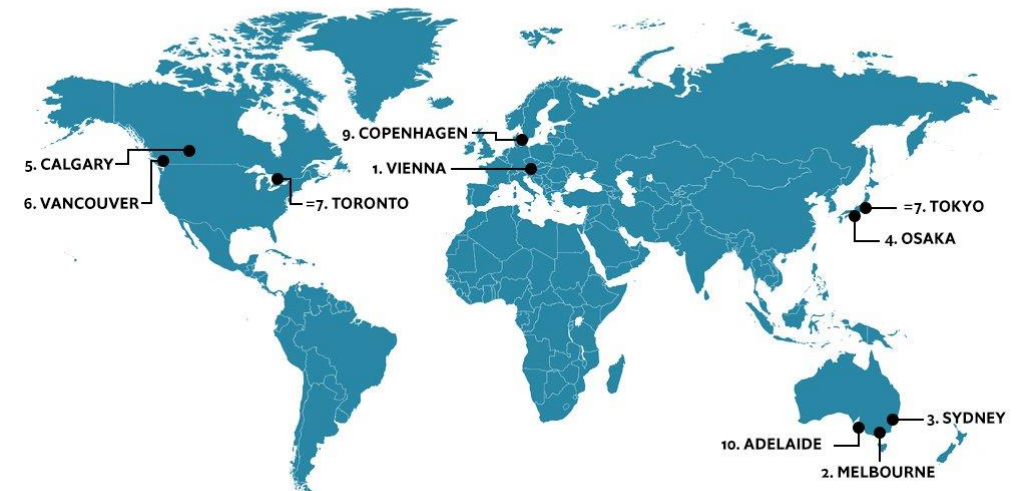 9. COPENHAGEN
1. VIENNA
5. CALGARY
6. VANCOUVER
=7. TORONTO
=7. TOKYO
4. OSAKA
3. SYDNEY
10. ADELAIDE
2. MELBOURNE